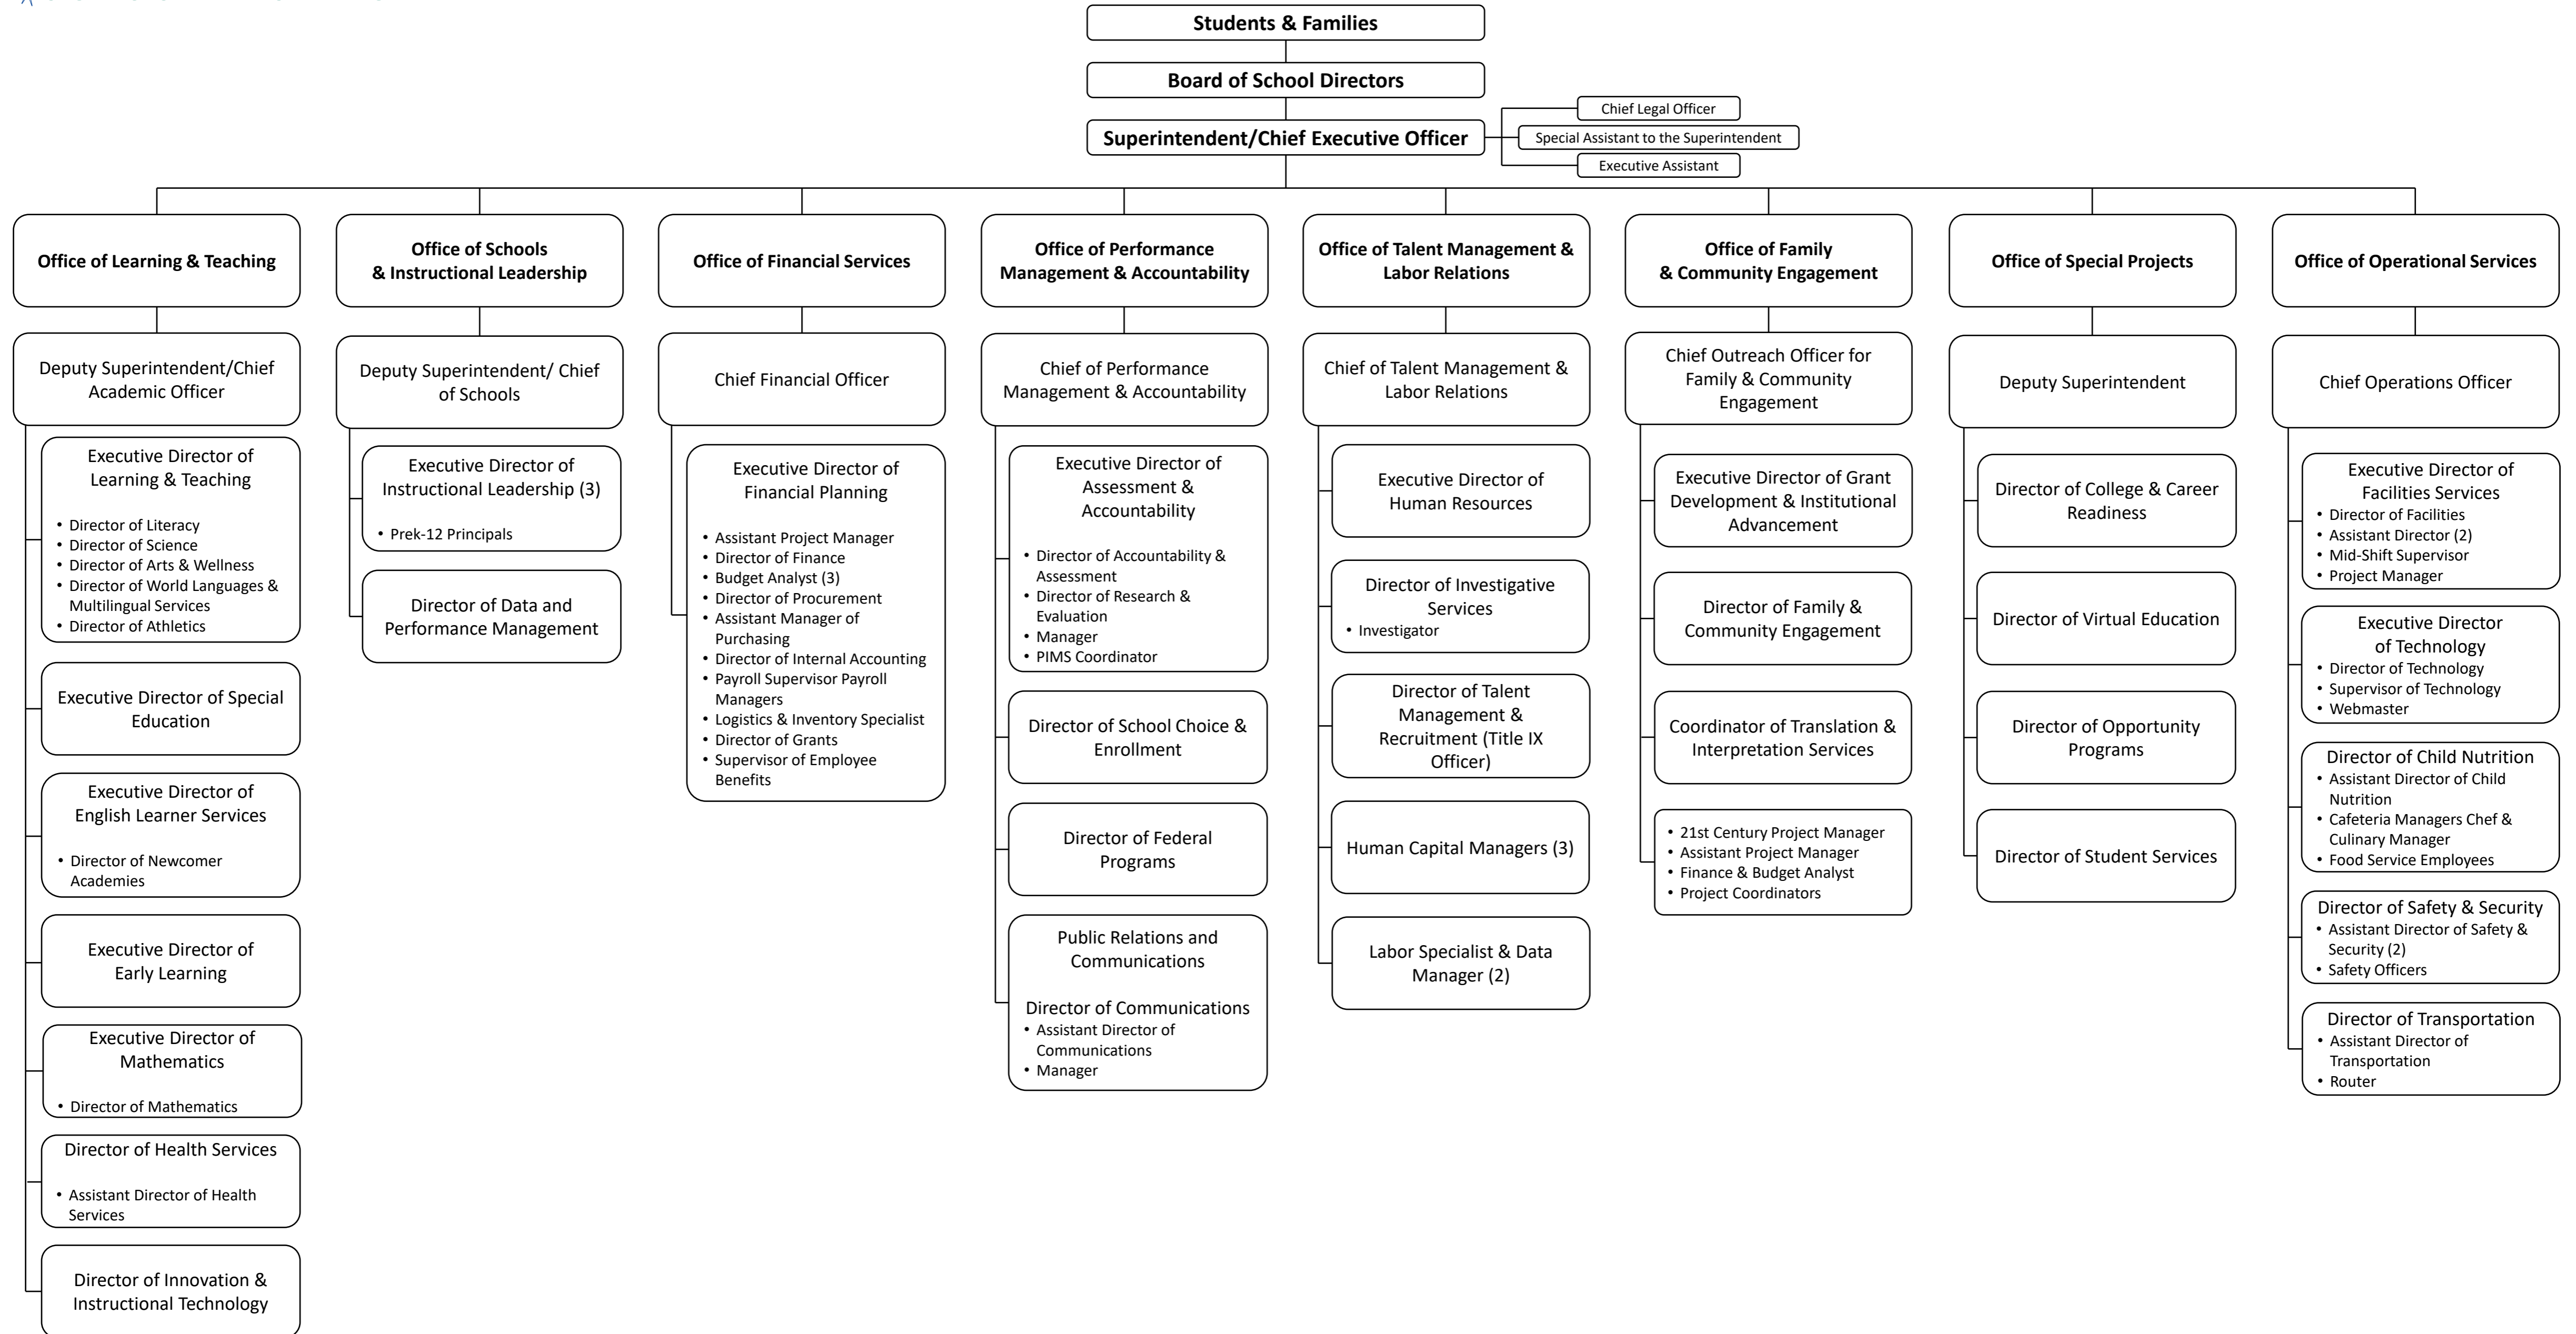 Students & Families
Board of School Directors
Superintendent/Chief Executive Officer
Chief Legal Officer
Special Assistant to the Superintendent
Executive Assistant
Office of Learning & Teaching
Deputy Superintendent/Chief
Academic Officer
Executive Director of
Learning & Teaching
• Director of Literacy
• Director of Science
• Director of Arts & Wellness
• Director of World Languages &
Multilingual Services
• Director of Athletics
Executive Director of Special
Education
Executive Director of
English Learner Services
• Director of Newcomer
Academies
Executive Director of
Early Learning
Executive Director of
Mathematics
• Director of Mathematics
Director of Health Services
• Assistant Director of Health
Services
Director of Innovation &
Instructional Technology
Office of Schools
& Instructional Leadership
Deputy Superintendent/ Chief
of Schools
Executive Director of
Instructional Leadership (3)
• Prek-12 Principals
Director of Data and
Performance Management
Office of Financial Services
Chief Financial Officer
Executive Director of
Financial Planning
• Assistant Project Manager
• Director of Finance
• Budget Analyst (3)
• Director of Procurement
• Assistant Manager of
Purchasing
• Director of Internal Accounting
• Payroll Supervisor Payroll
Managers
• Logistics & Inventory Specialist
• Director of Grants
• Supervisor of Employee
Benefits
Office of Performance
Management & Accountability
Chief of Performance
Management & Accountability
Executive Director of
Assessment &
Accountability
• Director of Accountability &
Assessment
• Director of Research &
Evaluation
• Manager
• PIMS Coordinator
Director of School Choice &
Enrollment
Director of Federal
Programs
Public Relations and
Communications
Director of Communications
• Assistant Director of
Communications
• Manager
Office of Talent Management &
Labor Relations
Chief of Talent Management &
Labor Relations
Executive Director of
Human Resources
Director of Investigative
Services
• Investigator
Director of Talent
Management &
Recruitment (Title IX
Officer)
Human Capital Managers (3)
Labor Specialist & Data
Manager (2)
Office of Family
& Community Engagement
Chief Outreach Officer for
Family & Community
Engagement
Executive Director of Grant
Development & Institutional
Advancement
Director of Family &
Community Engagement
Coordinator of Translation &
Interpretation Services
• 21st Century Project Manager
• Assistant Project Manager
• Finance & Budget Analyst
• Project Coordinators
Office of Special Projects
Deputy Superintendent
Director of College & Career
Readiness
Director of Virtual Education
Director of Opportunity
Programs
Director of Student Services
Office of Operational Services
Chief Operations Officer
Executive Director of
Facilities Services
• Director of Facilities
• Assistant Director (2)
• Mid-Shift Supervisor
• Project Manager
Executive Director
of Technology
• Director of Technology
• Supervisor of Technology
• Webmaster
Director of Child Nutrition
• Assistant Director of Child
Nutrition
• Cafeteria Managers Chef &
Culinary Manager
• Food Service Employees
Director of Safety & Security
• Assistant Director of Safety &
Security (2)
• Safety Officers
Director of Transportation
• Assistant Director of
Transportation
• Router